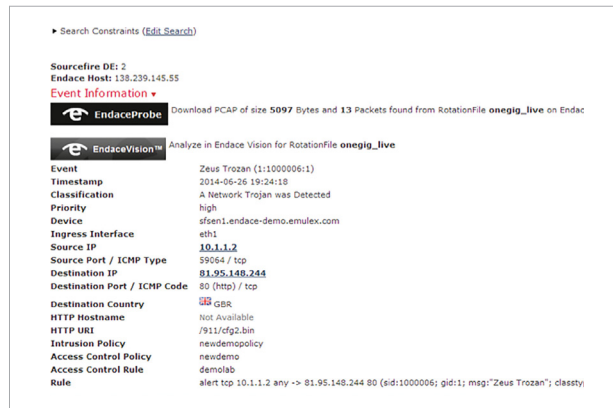 ▸ Search Constraints (Edit Search)
Sourcefire DE: 2
Endace Host: 138.239.145.55
Event Information ▾
EndaceProbe Download PCAP of size 5097 Bytes and 13 Packets found from RotationFile onegig_live on Endac
EndaceVision™ Analyze in Endace Vision for RotationFile onegig_live
Event Zeus Trozan (1:1000006:1)
Timestamp 2014-06-26 19:24:18
Classification A Network Trojan was Detected
Priority high
Device sfsen1.endace-demo.emulex.com
Ingress Interface eth1
Source IP 10.1.1.2
Source Port / ICMP Type 59064 / tcp
Destination IP 81.95.148.244
Destination Port / ICMP Code 80 (http) / tcp
Destination Country GBR
HTTP Hostname Not Available
HTTP URI /911/cfg2.bin
Intrusion Policy newdemopolicy
Access Control Policy newdemo
Access Control Rule demolab
Rule alert tcp 10.1.1.2 any -> 81.95.148.244 80 (sid:1000006; gid:1; msg:"Zeus Trozan"; classty